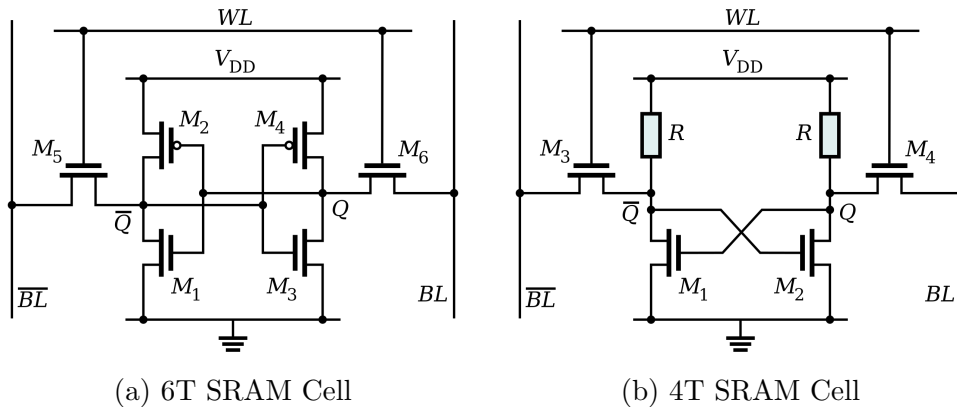 WL
V_DD
M_2
M_4
M_5
M_6
Q̅
Q
M_1
M_3
B̅L̅
BL
(a) 6T SRAM Cell
WL
V_DD
R
R
M_3
M_4
Q̅
Q
M_1
M_2
B̅L̅
BL
(b) 4T SRAM Cell